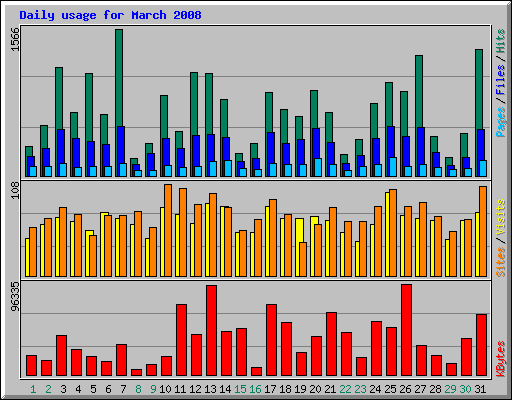 Daily usage for March 2008
1566
Pages / Files / Hits
108
Sites / Visits
96335
KBytes
1 2 3 4 5 6 7 8 9 10 11 12 13 14 15 16 17 18 19 20 21 22 23 24 25 26 27 28 29 30 31